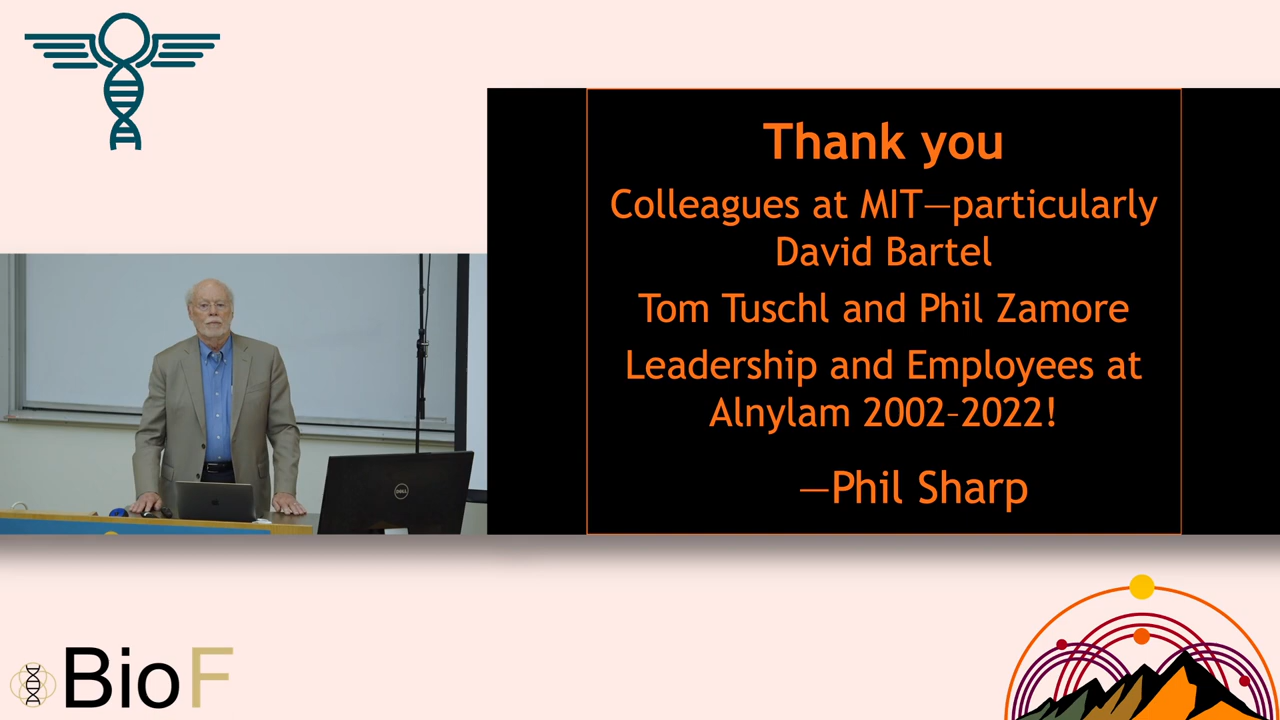 Thank you
Colleagues at MIT—particularly
David Bartel
Tom Tuschl and Phil Zamore
Leadership and Employees at
Alnylam 2002–2022!
—Phil Sharp
DELL
BioF